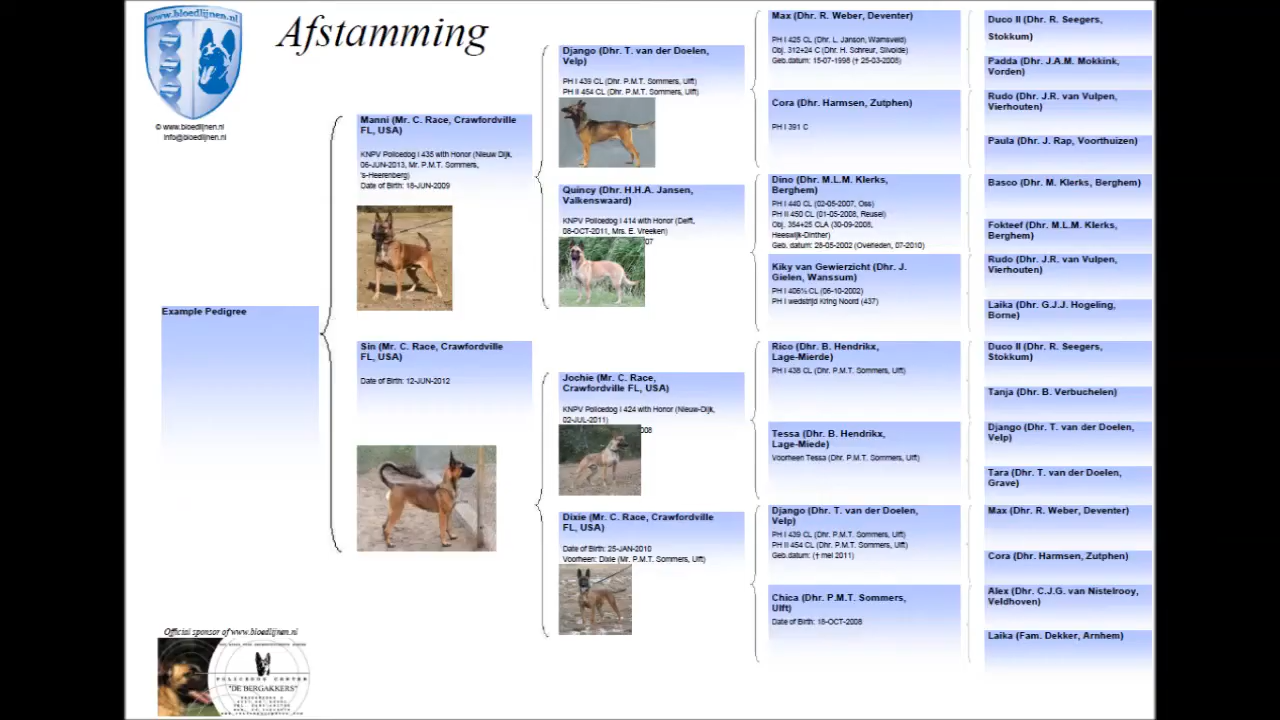 www.bloedlijnen.nl
Afstamming
© www.bloedlijnen.nl
info@bloedlijnen.nl
Example Pedigree
Manni (Mr. C. Race, Crawfordville
FL, USA)
KNPV Policedog I 435 with Honor (Nieuw Dijk,
06-JUN-2013, Mr. P.M.T. Sommers,
's-Heerenberg)
Date of Birth: 18-JUN-2009
Sin (Mr. C. Race, Crawfordville
FL, USA)
Date of Birth: 12-JUN-2012
Django (Dhr. T. van der Doelen,
Velp)
PH I 439 CL (Dhr. P.M.T. Sommers, Ulft)
PH II 454 CL (Dhr. P.M.T. Sommers, Ulft)
Quincy (Dhr. H.H.A. Jansen,
Valkenswaard)
KNPV Policedog I 414 with Honor (Delft,
08-OCT-2011, Mrs. E. Vreeken)
07
Jochie (Mr. C. Race,
Crawfordville FL, USA)
KNPV Policedog I 424 with Honor (Nieuw-Dijk,
02-JUL-2011)
008
Dixie (Mr. C. Race, Crawfordville
FL, USA)
Date of Birth: 25-JAN-2010
Voorheen: Dixie (Mr. P.M.T. Sommers, Ulft)
Max (Dhr. R. Weber, Deventer)
PH I 425 CL (Dhr. L. Janson, Warnsveld)
Obj. 312+24 C (Dhr. H. Schreur, Silvolde)
Geb.datum: 15-07-1998 († 25-03-2008)
Cora (Dhr. Harmsen, Zutphen)
PH I 391 C
Dino (Dhr. M.L.M. Klerks,
Berghem)
PH I 440 CL (02-05-2007, Oss)
PH II 450 CL (01-05-2008, Reusel)
Obj. 354+25 CLA (30-09-2008,
Heeswijk-Dinther)
Geb. datum: 28-05-2002 (Overleden, 07-2010)
Kiky van Gewierzicht (Dhr. J.
Gielen, Wanssum)
PH I 406½ CL (06-10-2002)
PH I wedstrijd Kring Noord (437)
Rico (Dhr. B. Hendrikx,
Lage-Mierde)
PH I 438 CL (Dhr. P.M.T. Sommers, Ulft)
Tessa (Dhr. B. Hendrikx,
Lage-Miede)
Voorheen Tessa (Dhr. P.M.T. Sommers, Ulft)
Django (Dhr. T. van der Doelen,
Velp)
PH I 439 CL (Dhr. P.M.T. Sommers, Ulft)
PH II 454 CL (Dhr. P.M.T. Sommers, Ulft)
Geb.datum: († mei 2011)
Chica (Dhr. P.M.T. Sommers,
Ulft)
Date of Birth: 18-OCT-2008
Duco II (Dhr. R. Seegers,
Stokkum)
Padda (Dhr. J.A.M. Mokkink,
Vorden)
Rudo (Dhr. J.R. van Vulpen,
Vierhouten)
Paula (Dhr. J. Rap, Voorthuizen)
Basco (Dhr. M. Klerks, Berghem)
Fokteef (Dhr. M.L.M. Klerks,
Berghem)
Rudo (Dhr. J.R. van Vulpen,
Vierhouten)
Laika (Dhr. G.J.J. Hogeling,
Borne)
Duco II (Dhr. R. Seegers,
Stokkum)
Tanja (Dhr. B. Verbuchelen)
Django (Dhr. T. van der Doelen,
Velp)
Tara (Dhr. T. van der Doelen,
Grave)
Max (Dhr. R. Weber, Deventer)
Cora (Dhr. Harmsen, Zutphen)
Alex (Dhr. C.J.G. van Nistelrooy,
Veldhoven)
Laika (Fam. Dekker, Arnhem)
Official sponsor of www.bloedlijnen.nl
POLICEDOG CENTER
"DE BERGAKKERS"